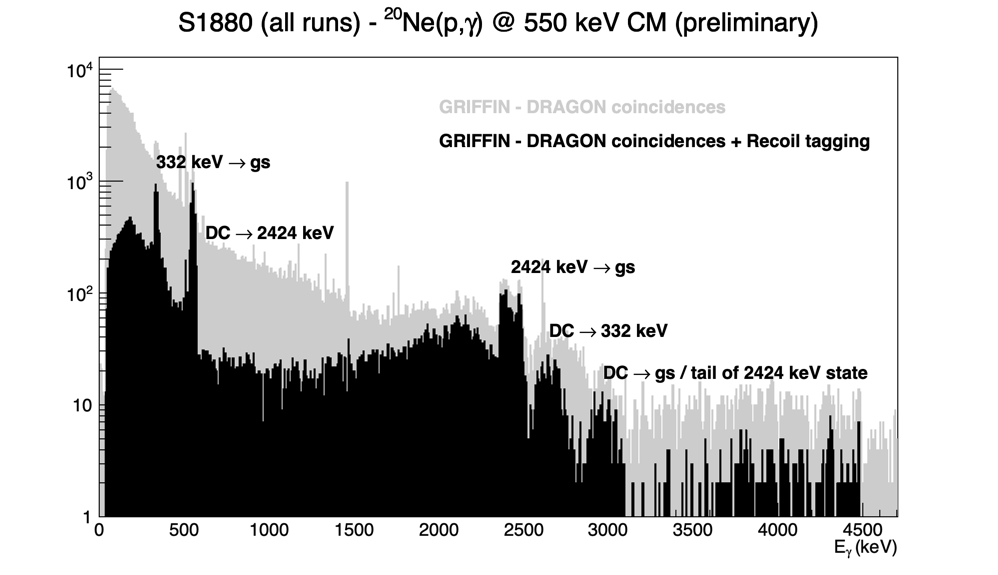 S1880 (all runs) - ²⁰Ne(p,γ) @ 550 keV CM (preliminary)
10⁴
GRIFFIN - DRAGON coincidences
GRIFFIN - DRAGON coincidences + Recoil tagging
332 keV → gs
10³
DC → 2424 keV
2424 keV → gs
10²
DC → 332 keV
DC → gs / tail of 2424 keV state
10
1
0 500 1000 1500 2000 2500 3000 3500 4000 4500
Eγ (keV)